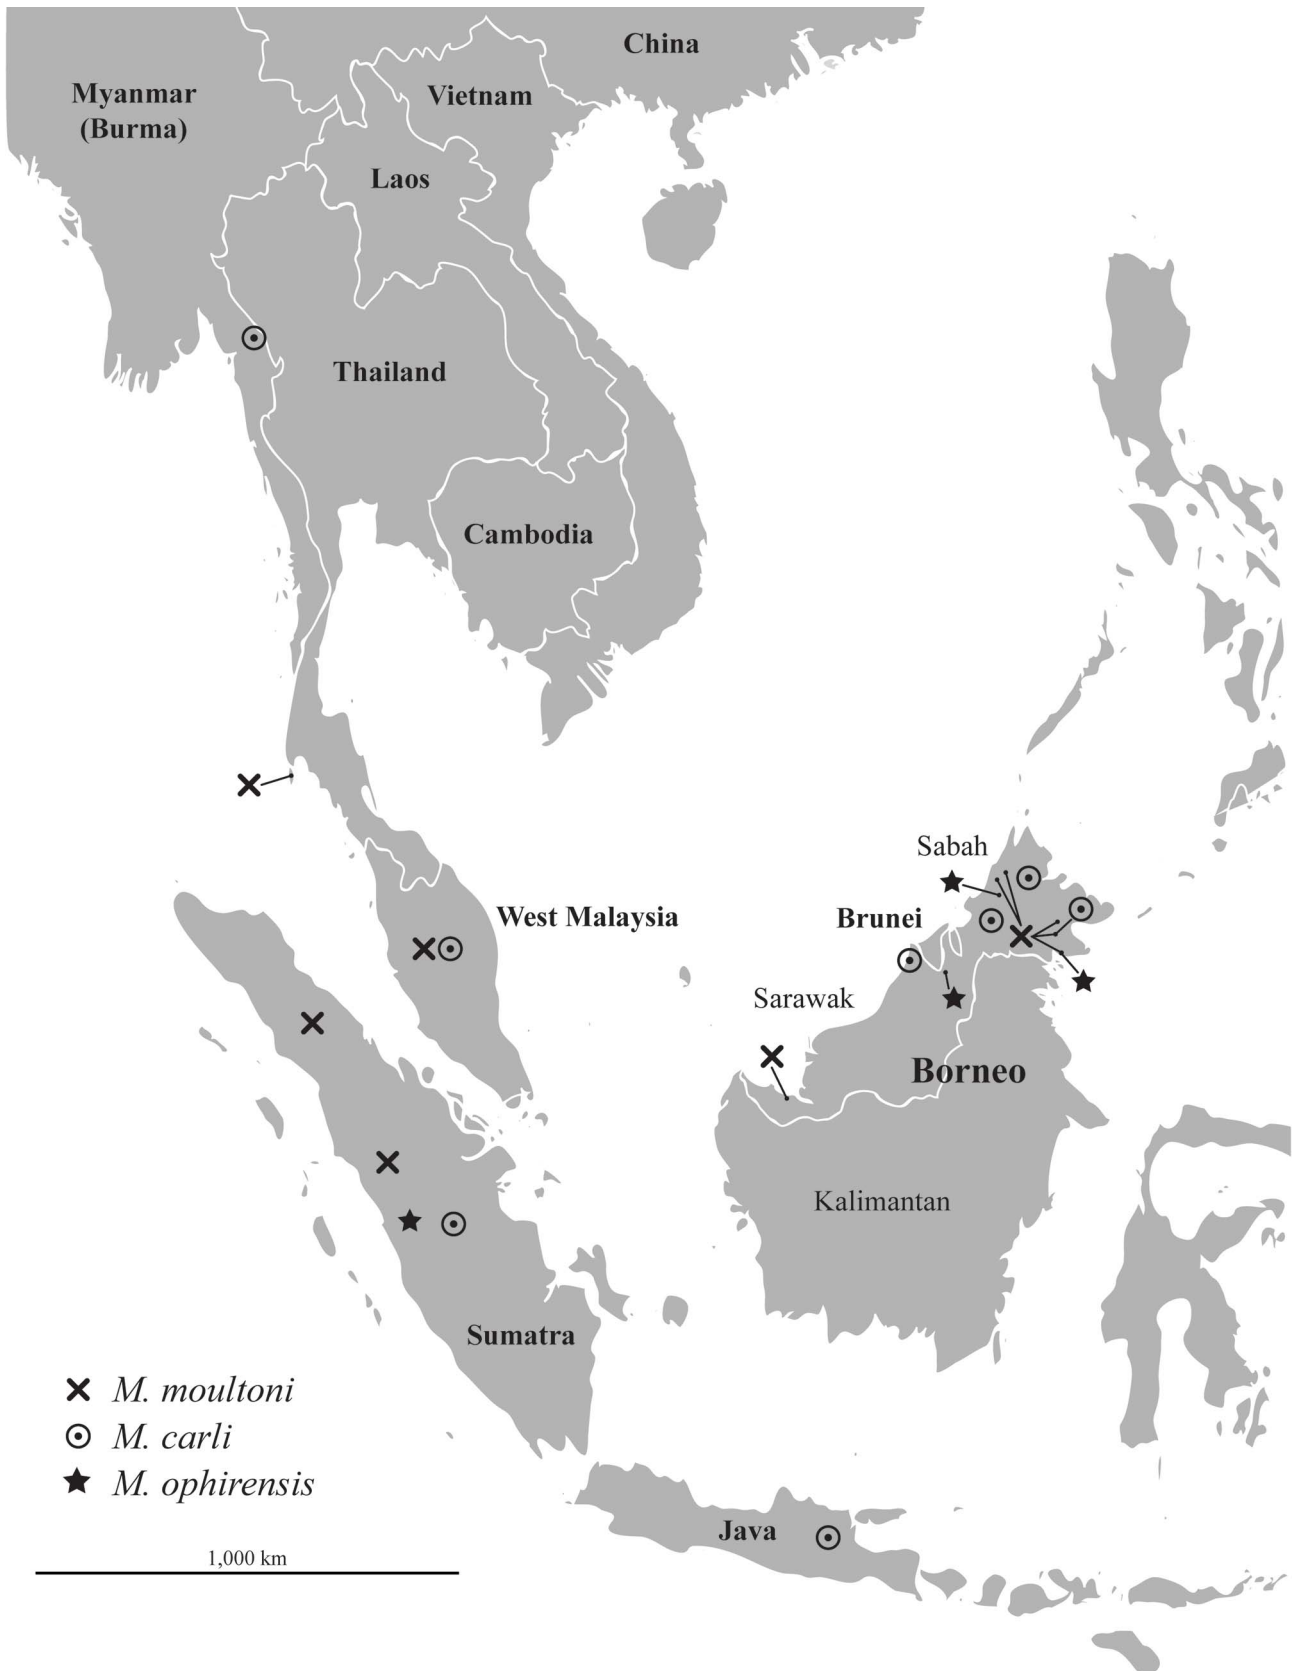 China
Myanmar
(Burma)
Vietnam
Laos
Thailand
Cambodia
Sabah
West Malaysia
Brunei
Sarawak
Borneo
Kalimantan
Sumatra
M. moultoni
M. carli
M. ophirensis
Java
1,000 km